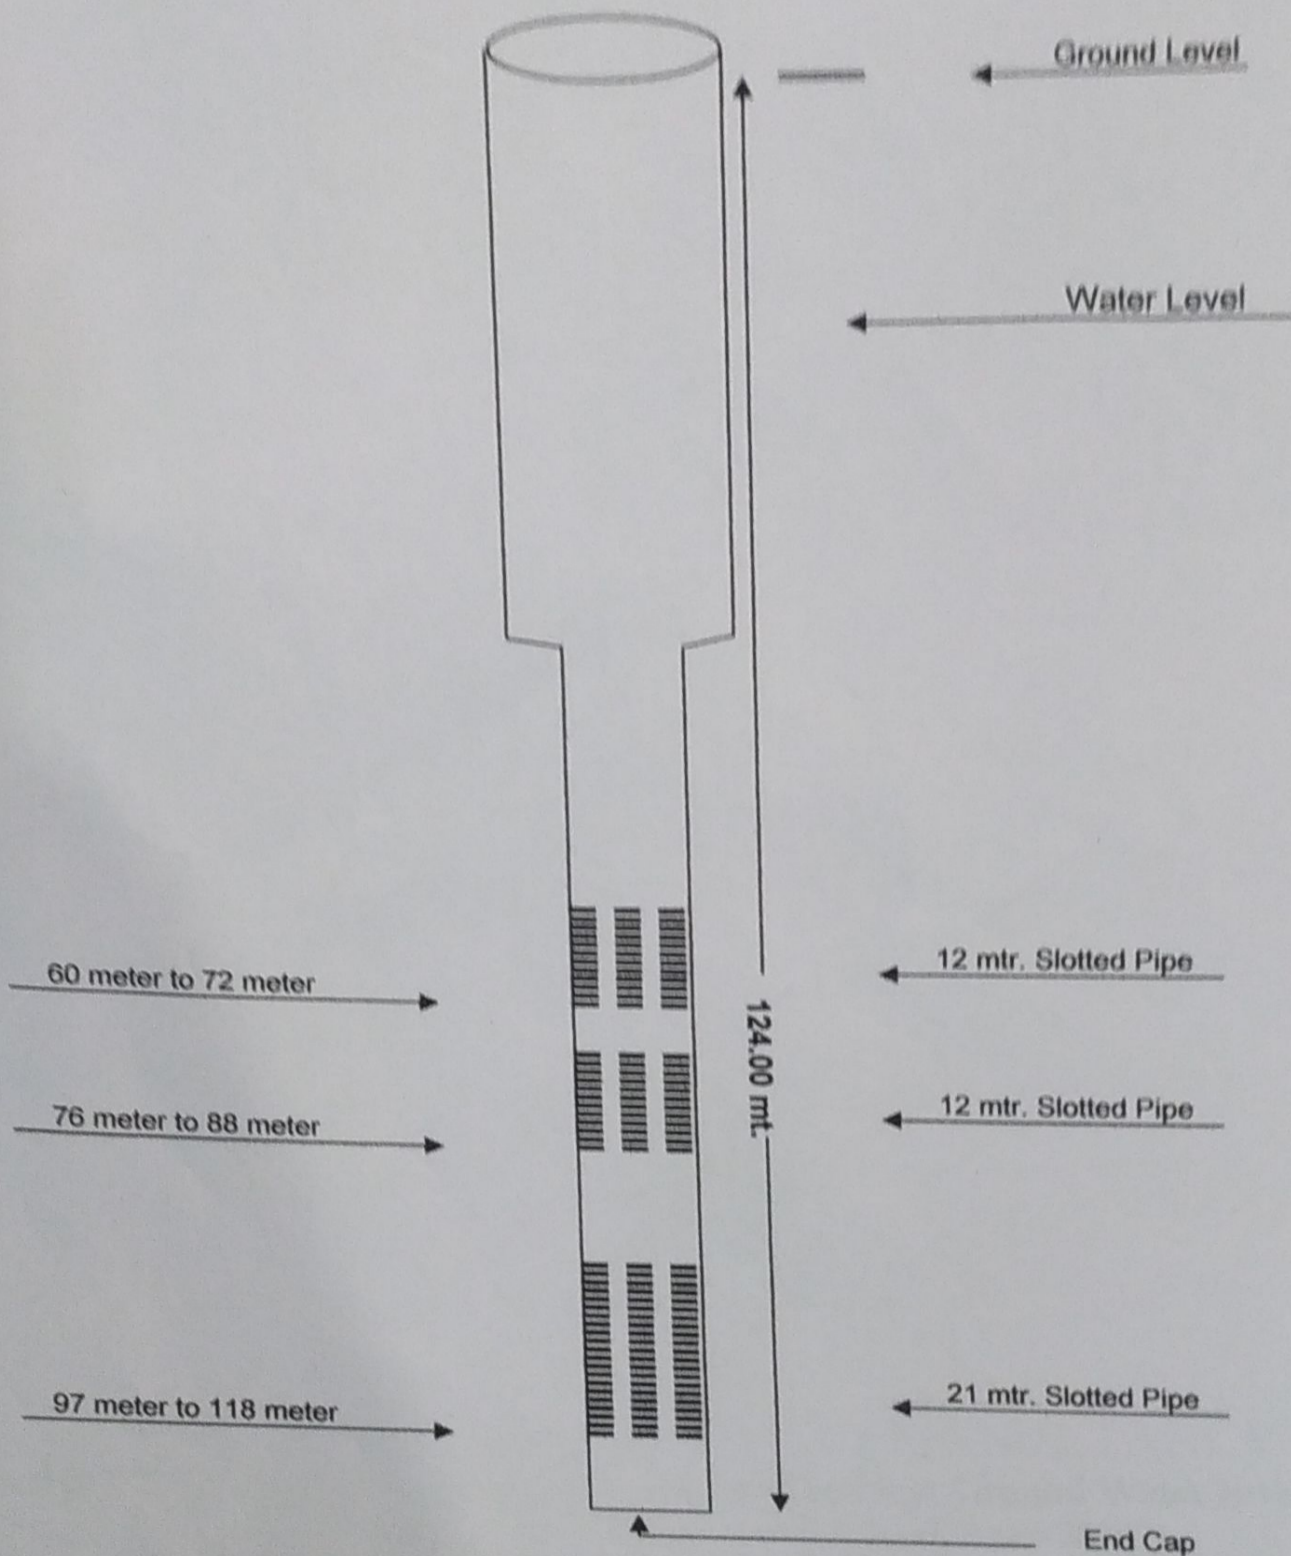 Ground Level
Water Level
60 meter to 72 meter
12 mtr. Slotted Pipe
124.00 mt.
76 meter to 88 meter
12 mtr. Slotted Pipe
97 meter to 118 meter
21 mtr. Slotted Pipe
End Cap